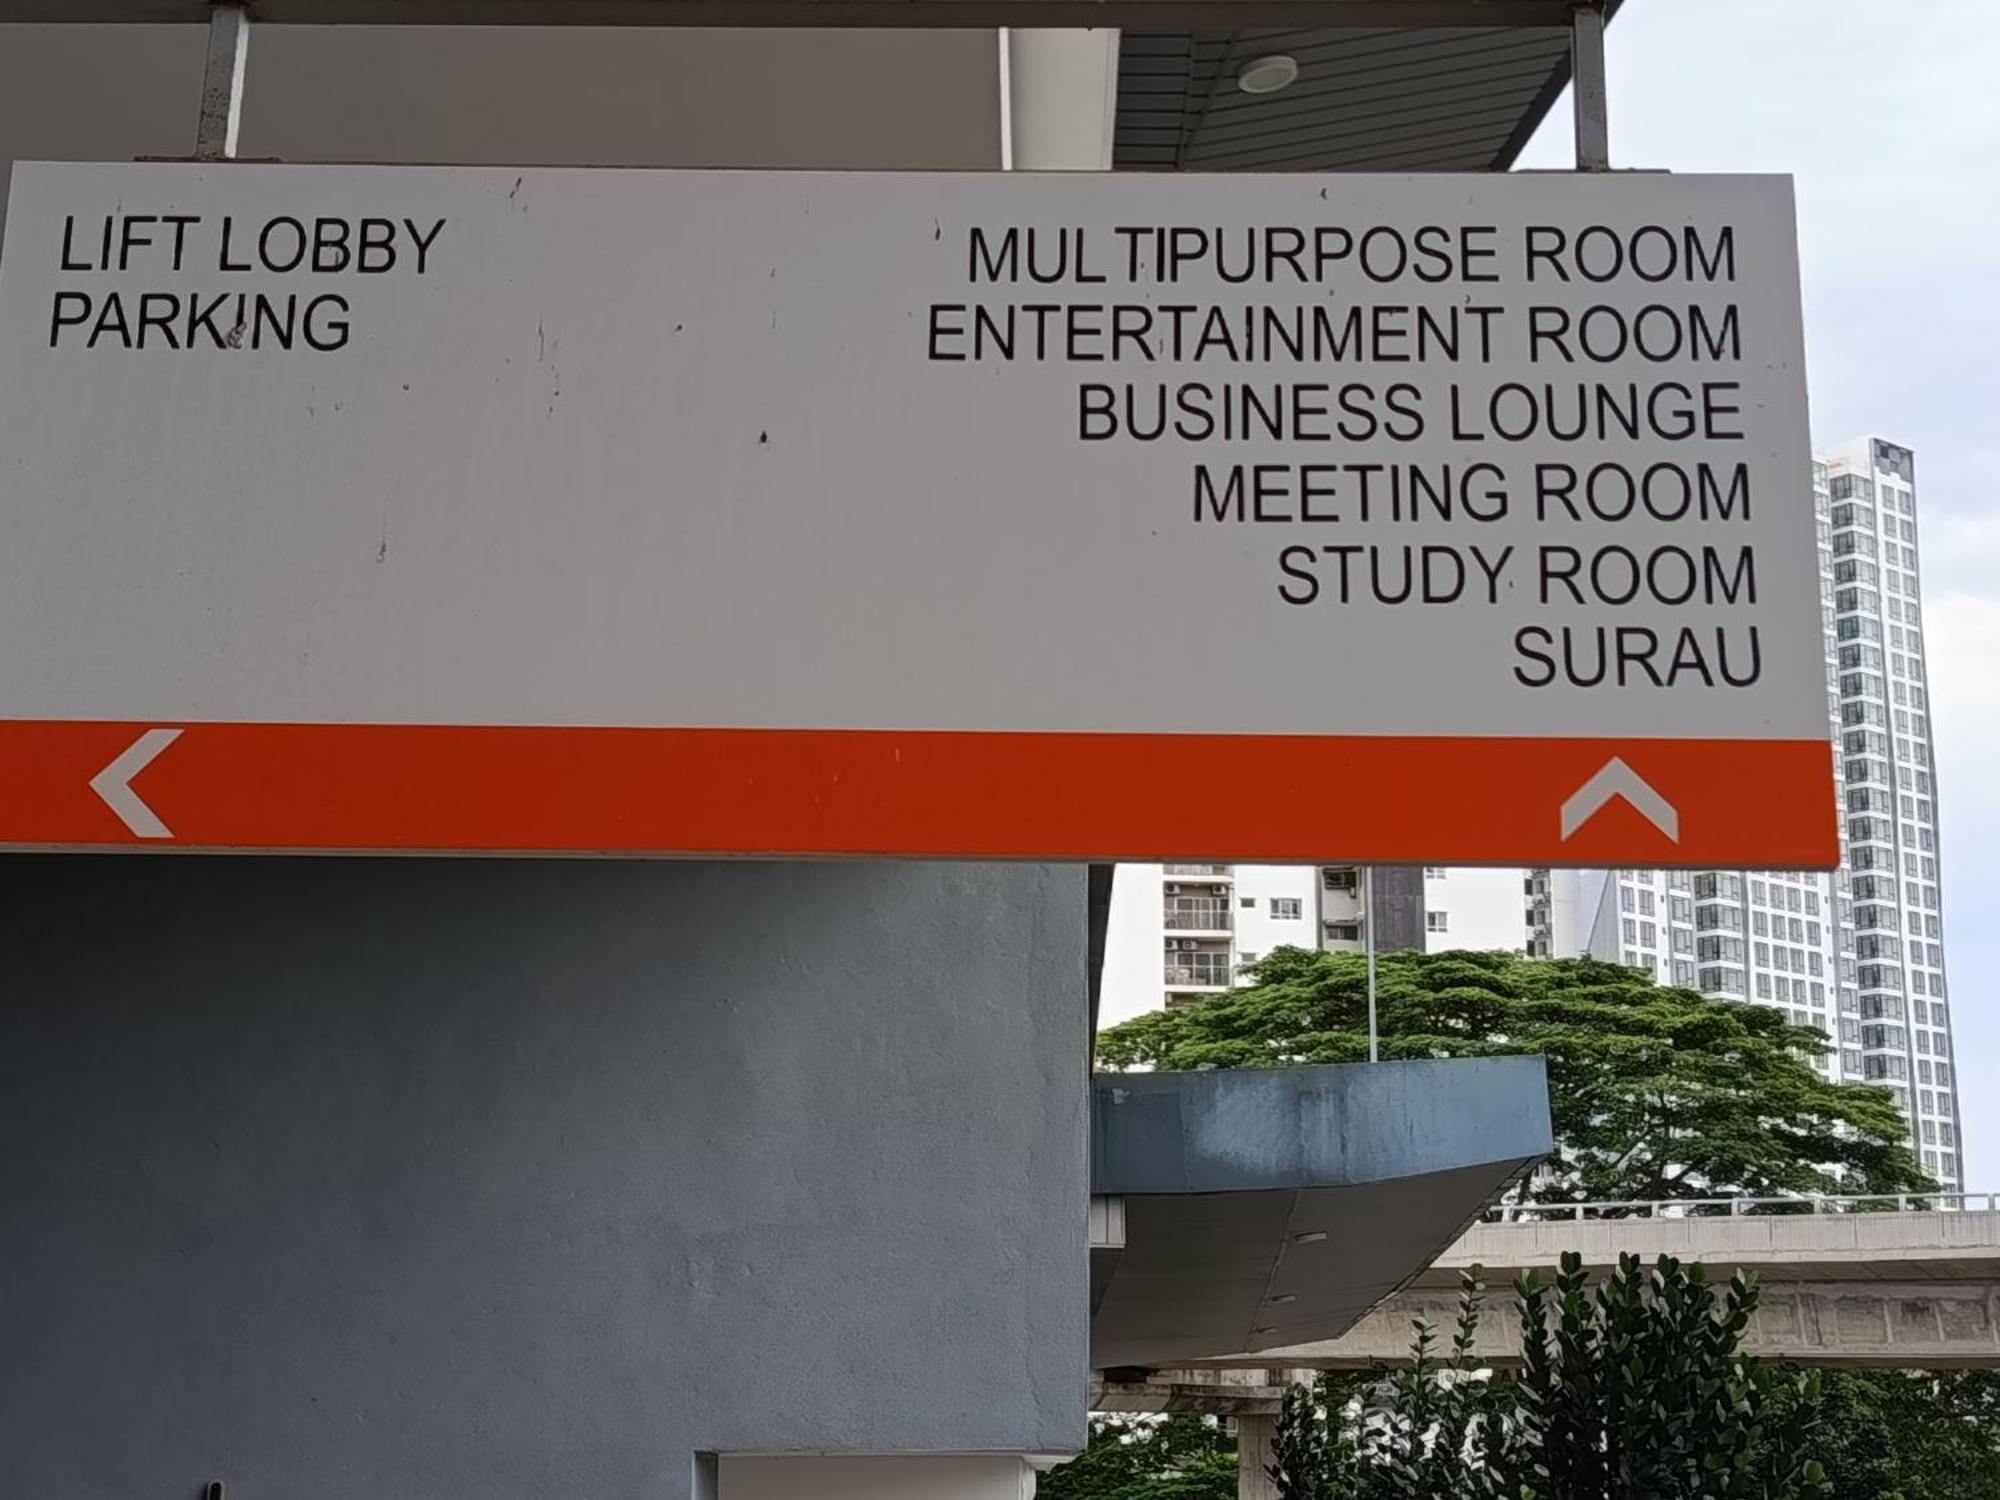 LIFT LOBBY
PARKING
MULTIPURPOSE ROOM
ENTERTAINMENT ROOM
BUSINESS LOUNGE
MEETING ROOM
STUDY ROOM
SURAU